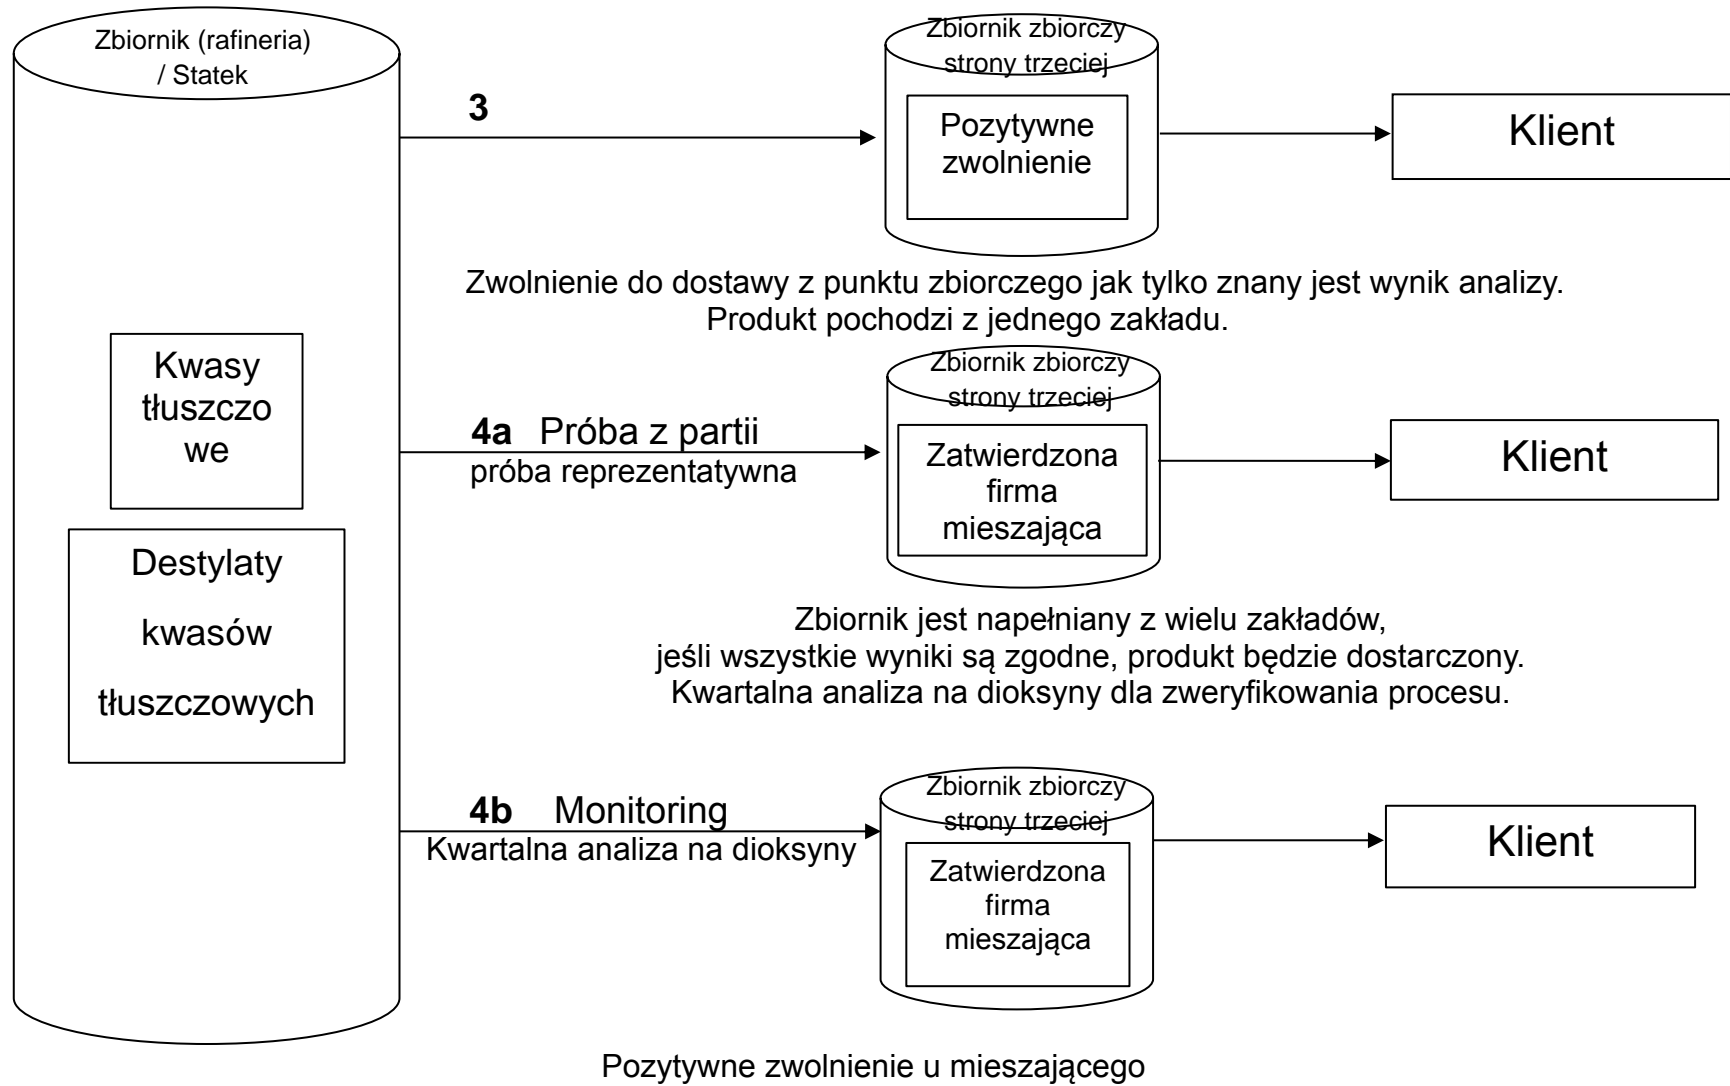 Zbiornik (rafineria)
/ Statek
Kwasy
tłuszczo
we
Destylaty
kwasów
tłuszczowych
3
Zbiornik zbiorczy
strony trzeciej
Pozytywne
zwolnienie
Klient
Zwolnienie do dostawy z punktu zbiorczego jak tylko znany jest wynik analizy.
Produkt pochodzi z jednego zakładu.
4a Próba z partii
próba reprezentatywna
Zbiornik zbiorczy
strony trzeciej
Zatwierdzona
firma
mieszająca
Klient
Zbiornik jest napełniany z wielu zakładów,
jeśli wszystkie wyniki są zgodne, produkt będzie dostarczony.
Kwartalna analiza na dioksyny dla zweryfikowania procesu.
4b Monitoring
Kwartalna analiza na dioksyny
Zbiornik zbiorczy
strony trzeciej
Zatwierdzona
firma
mieszająca
Klient
Pozytywne zwolnienie u mieszającego